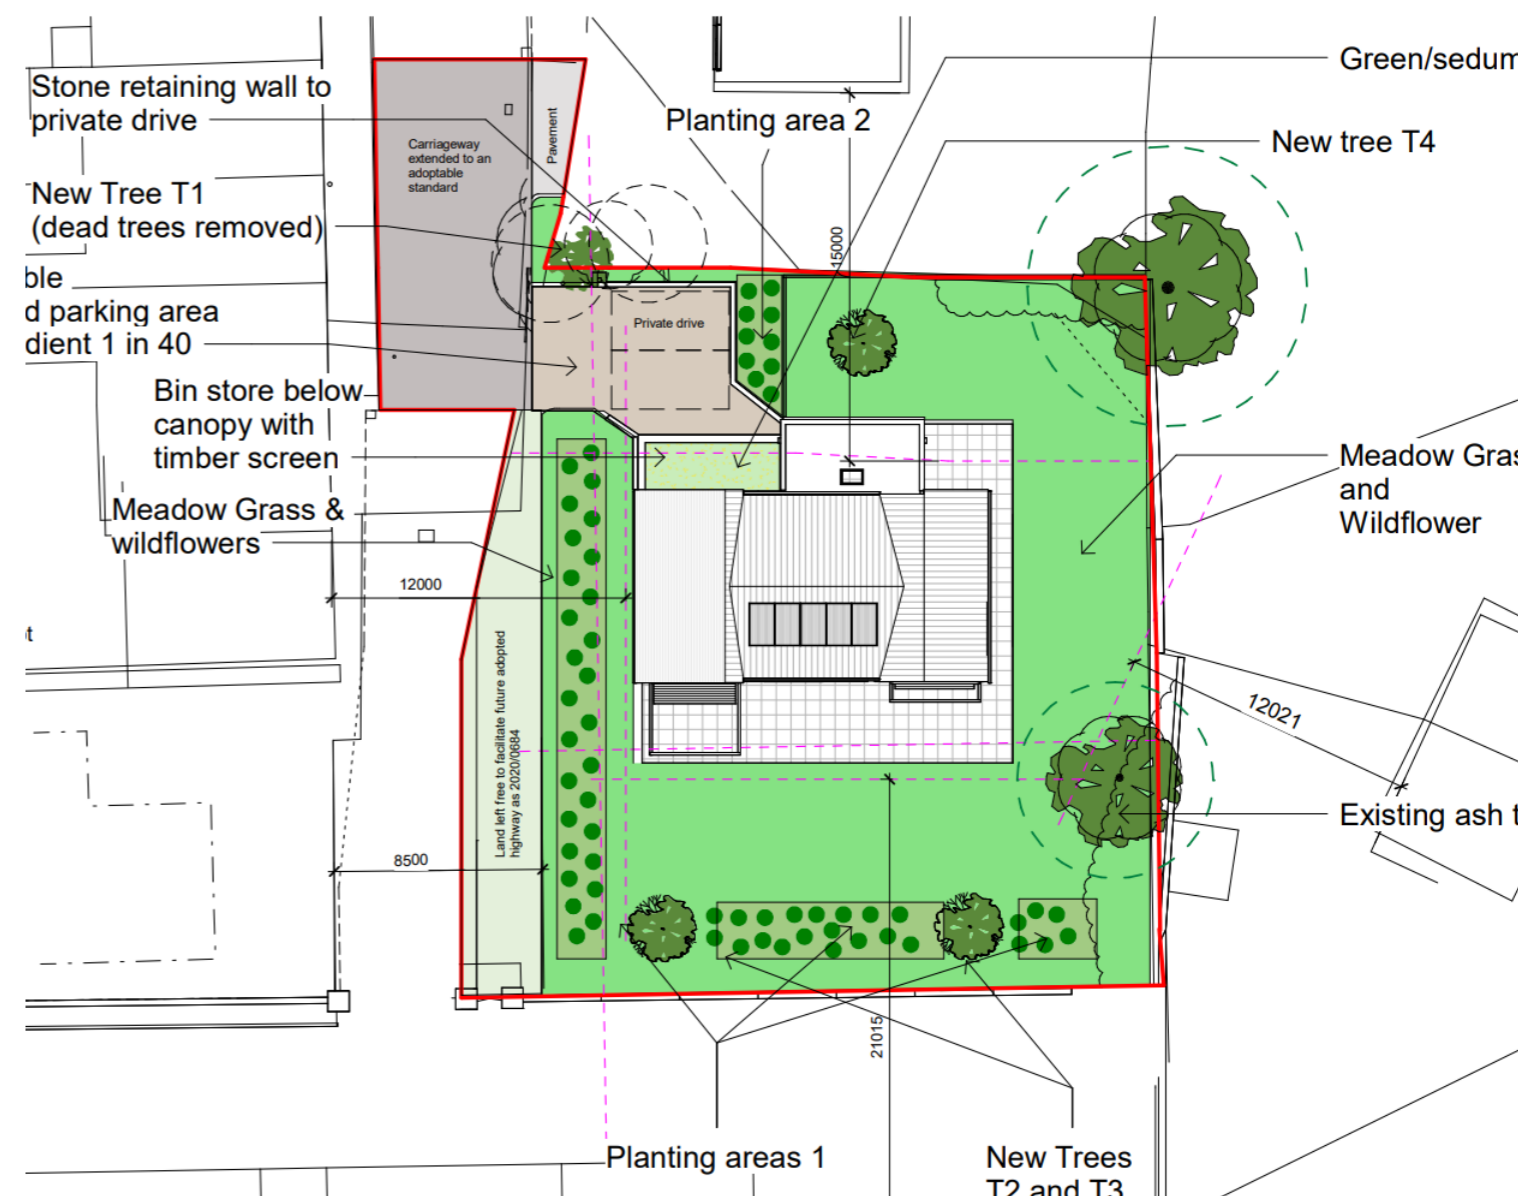 Stone retaining wall to
private drive
New Tree T1
(dead trees removed)
ble
d parking area
dient 1 in 40
Bin store below
canopy with
timber screen
Meadow Grass &
wildflowers
12000
t
8500
Carriageway
extended to an
adoptable
standard
Pavement
Planting area 2
15000
Private drive
Land left free to facilitate future adopted
highway as 2020/0684
Green/sedum
New tree T4
Meadow Gras
and
Wildflower
12021
Existing ash t
21015
Planting areas 1
New Trees
T2 and T3